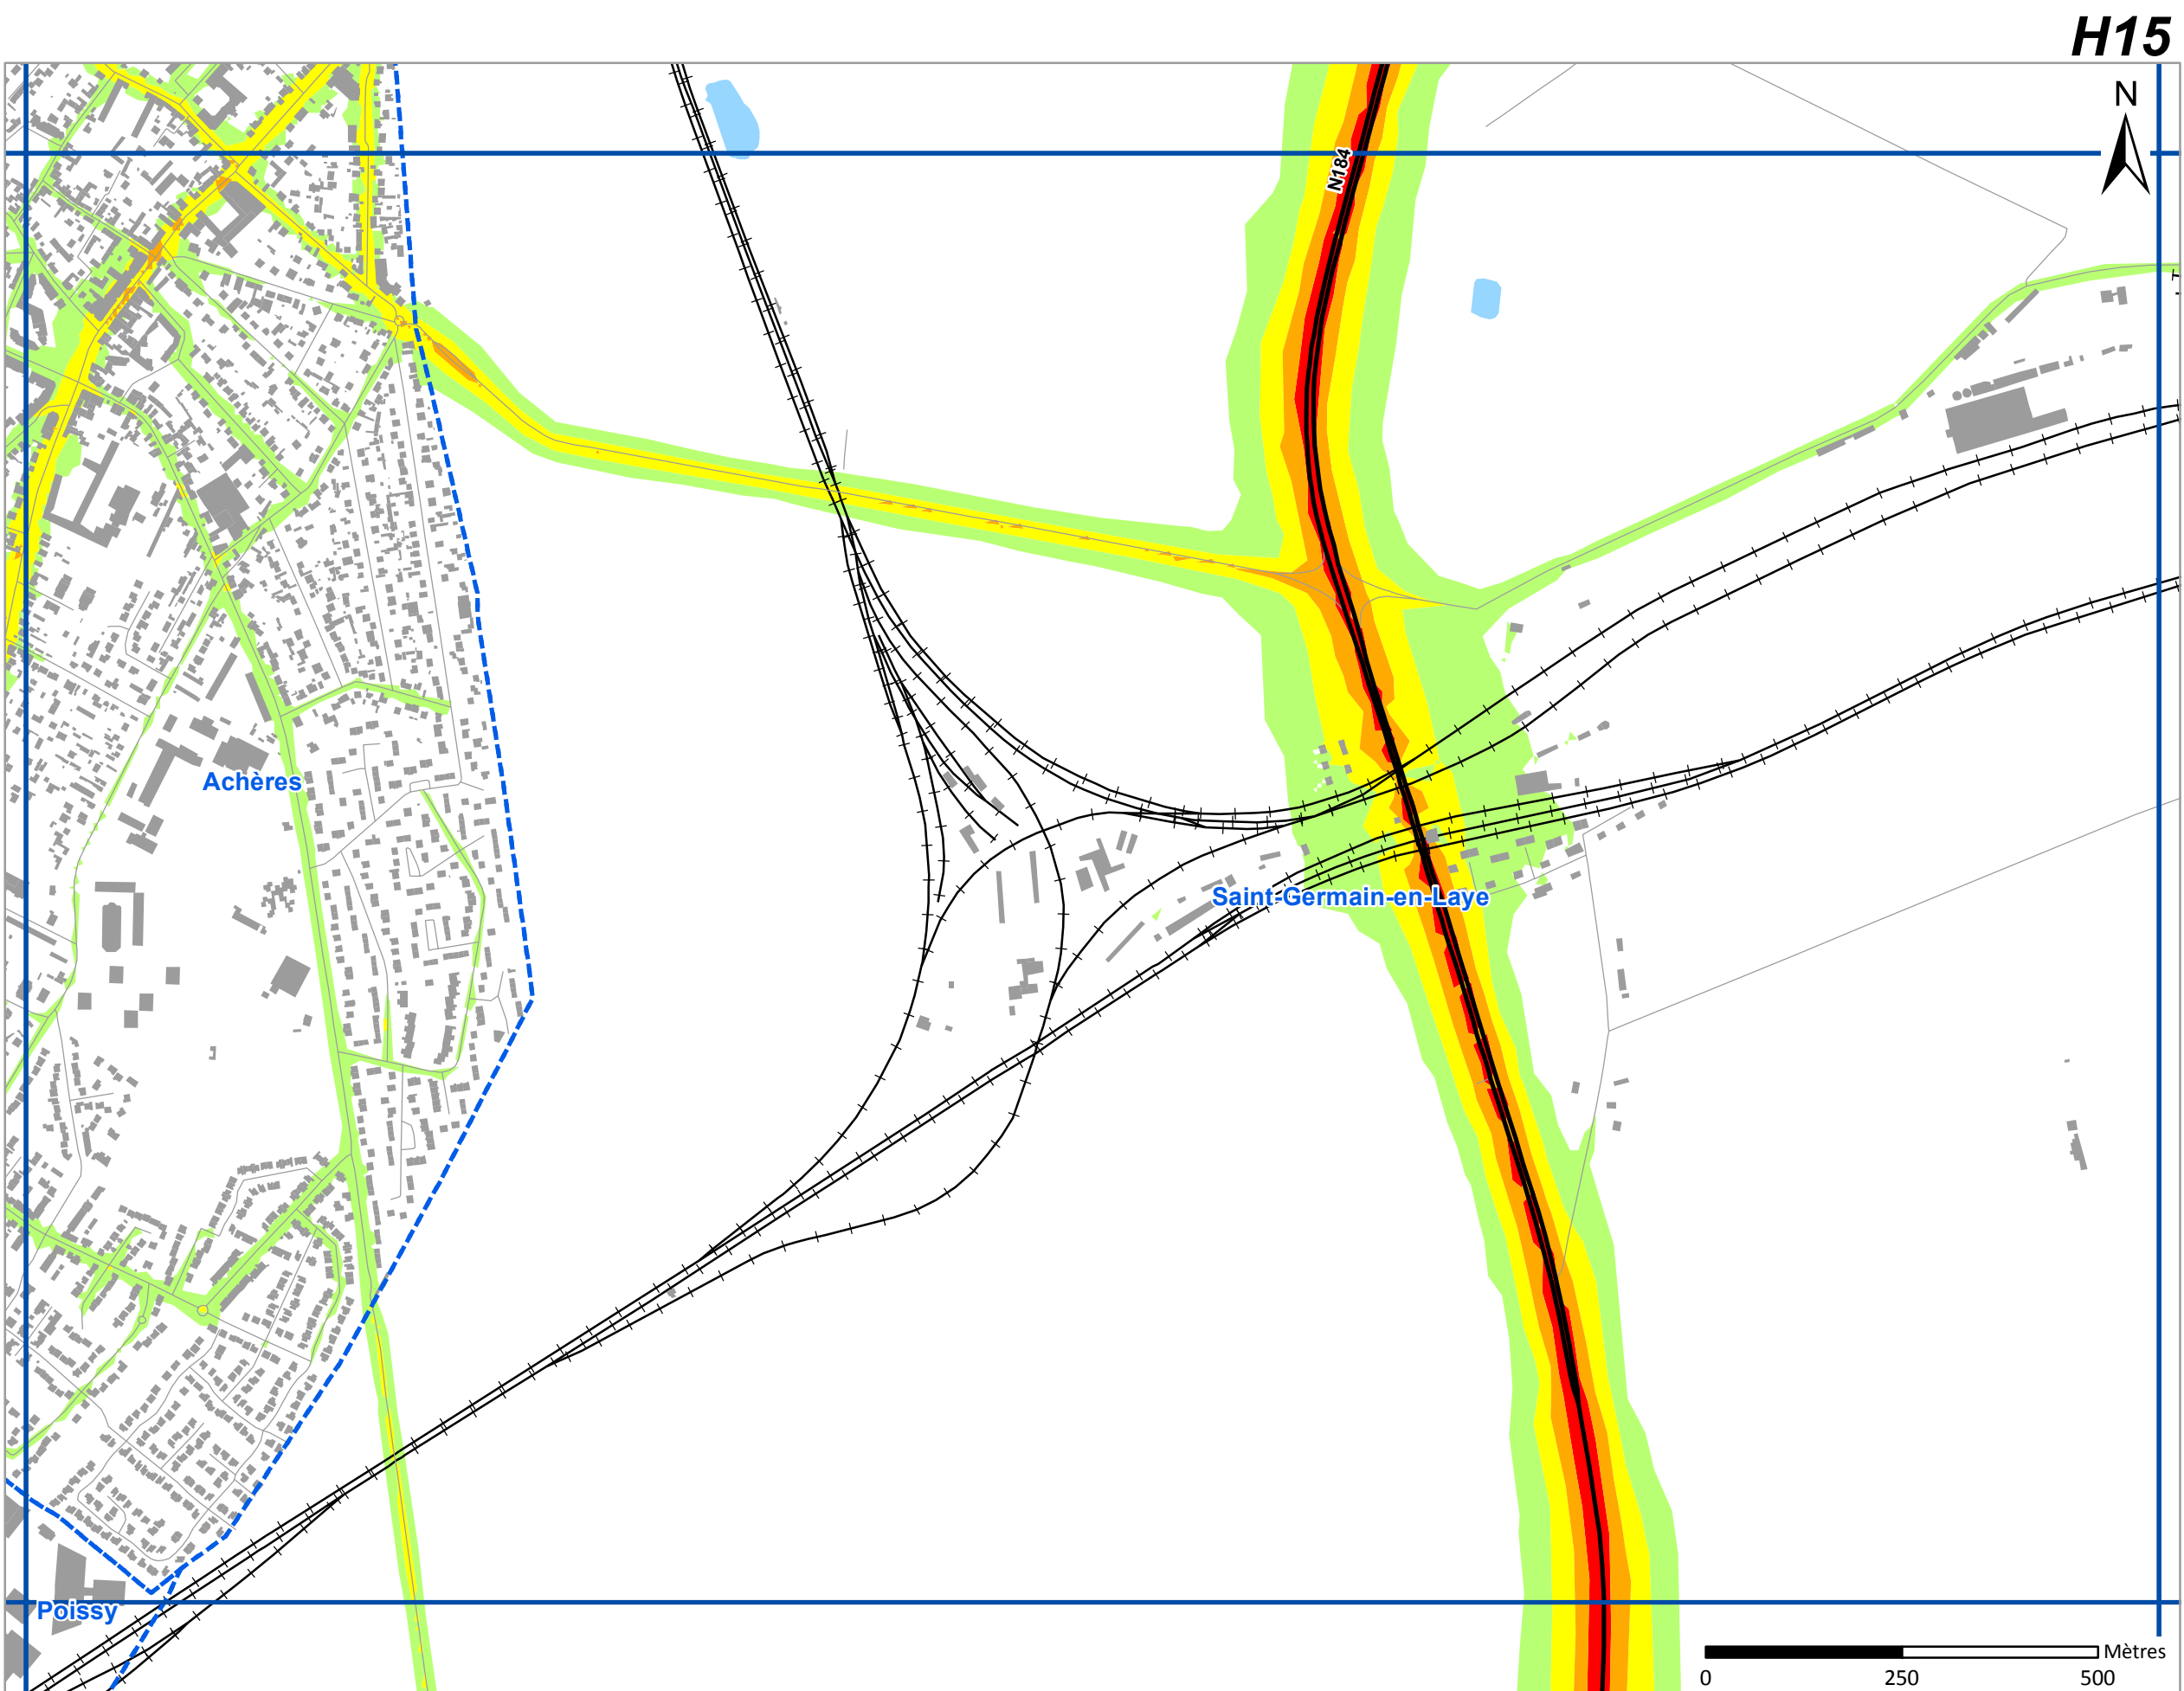 H15
N
N184
Achères
Saint-Germain-en-Laye
Poissy
Mètres
0 250 500